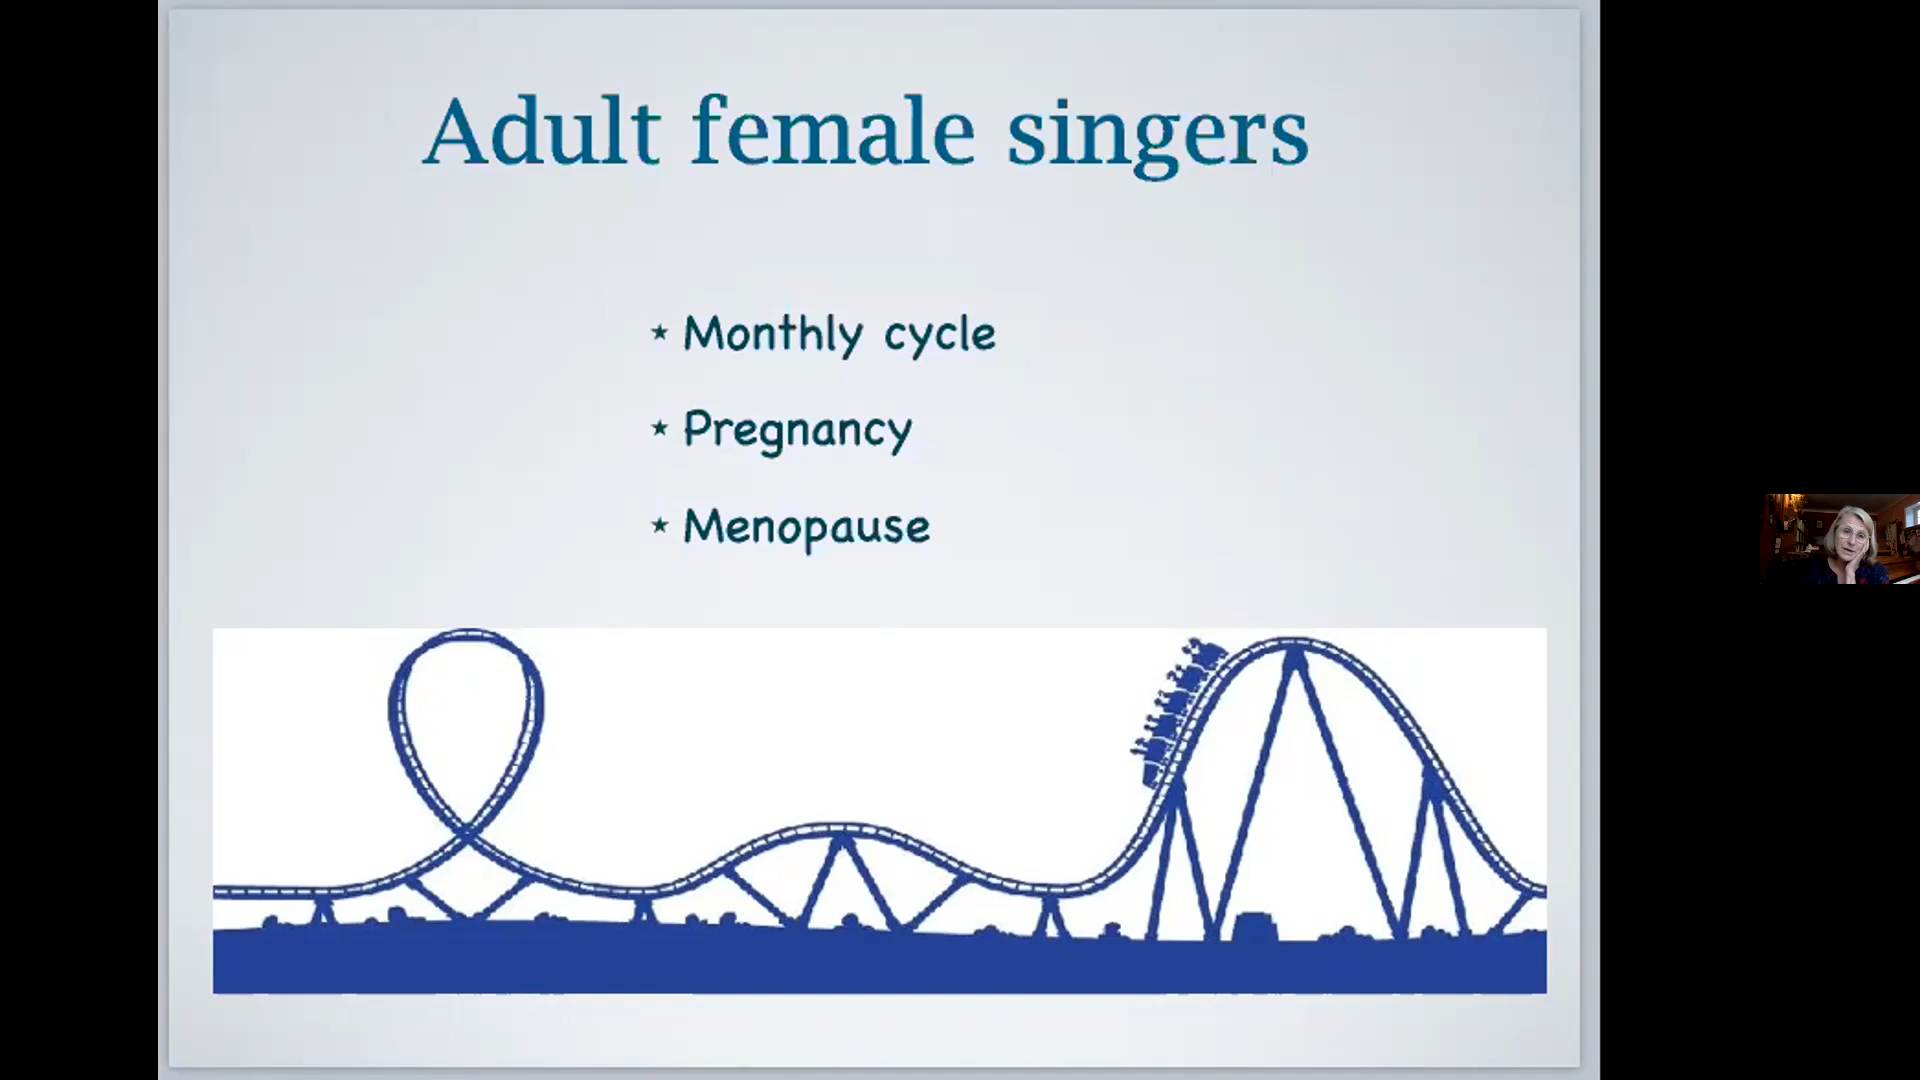 Adult female singers
* Monthly cycle
* Pregnancy
* Menopause